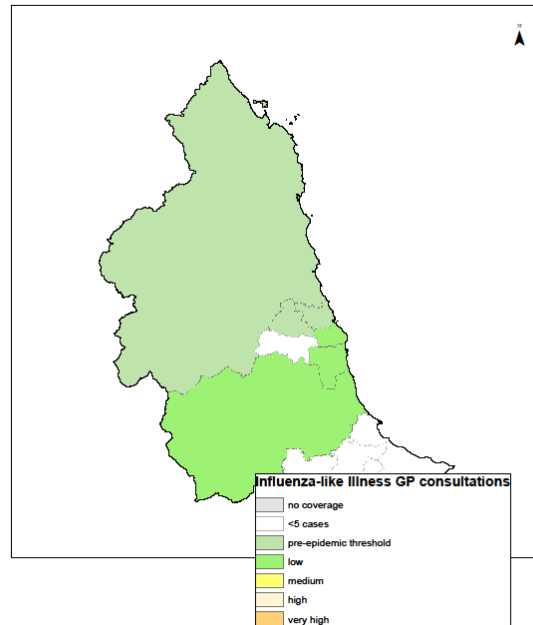 N
Influenza-like Illness GP consultations
no coverage
<5 cases
pre-epidemic threshold
low
medium
high
very high